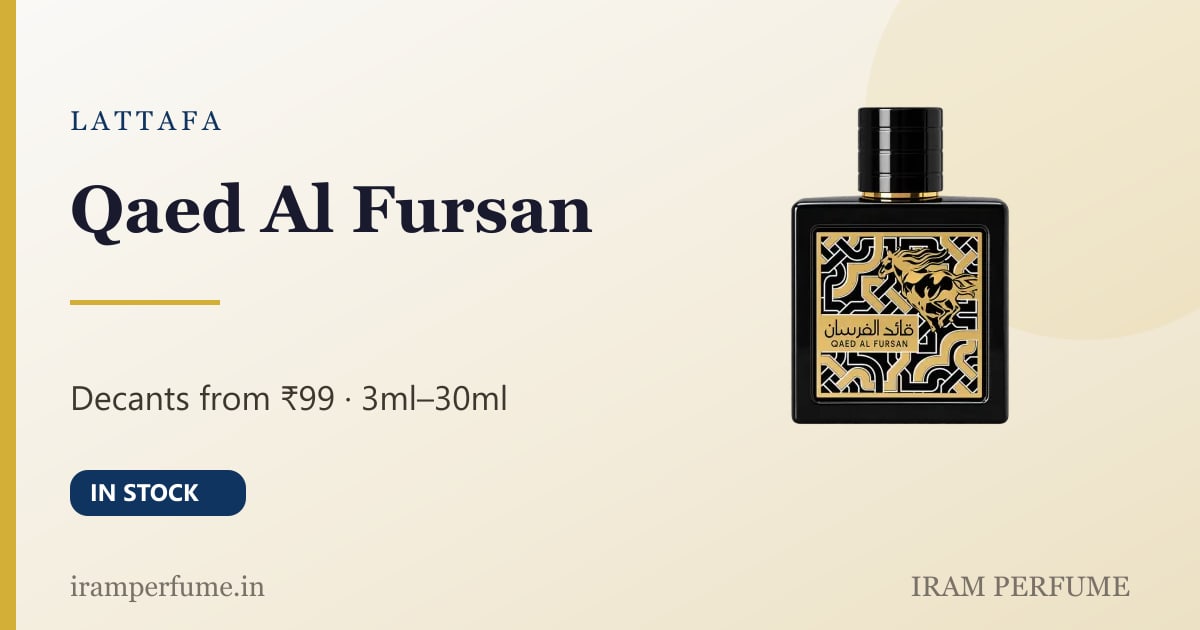 LATTAFA
Qaed Al Fursan
قائد الفرسان
QAED AL FURSAN
Decants from ₹99 · 3ml–30ml
IN STOCK
iramperfume.in
IRAM PERFUME